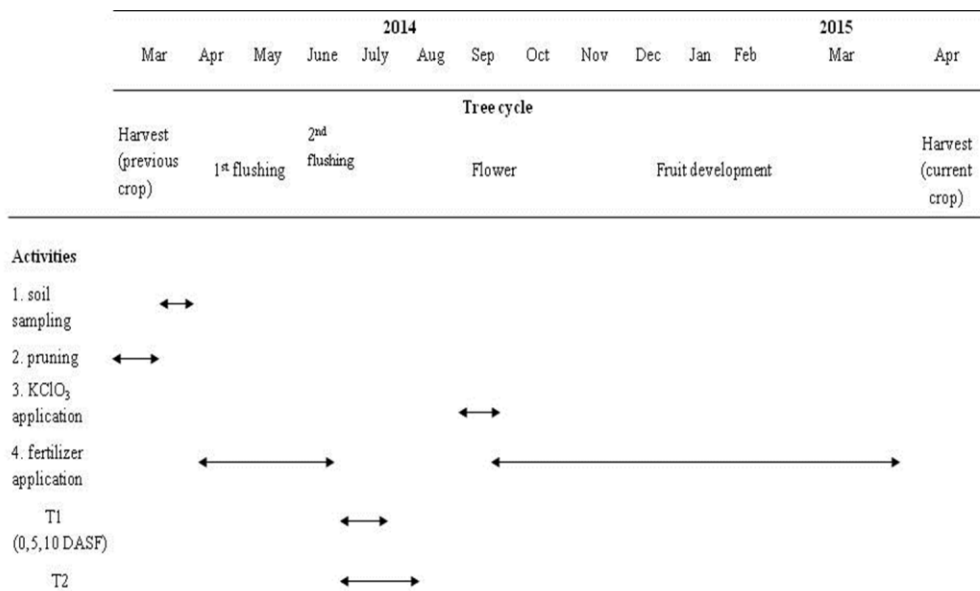 2014 2015
Mar Apr May June July Aug Sep Oct Nov Dec Jan Feb Mar Apr
Tree cycle
Harvest
(previous
crop)
1st flushing
2nd
flushing
Flower
Fruit development
Harvest
(current
crop)
Activities
1. soil
sampling
2. pruning
3. KClO3
application
4. fertilizer
application
T1
(0,5,10 DASF)
T2